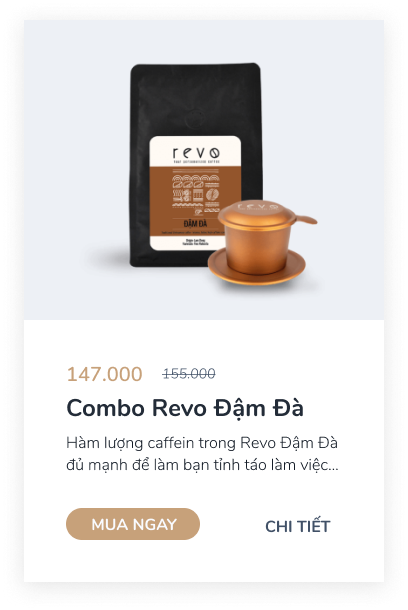 revo
ĐẬM ĐÀ
revo
147.000
155.000
Combo Revo Đậm Đà
Hàm lượng caffein trong Revo Đậm Đà
đủ mạnh để làm bạn tỉnh táo làm việc...
MUA NGAY
CHI TIẾT